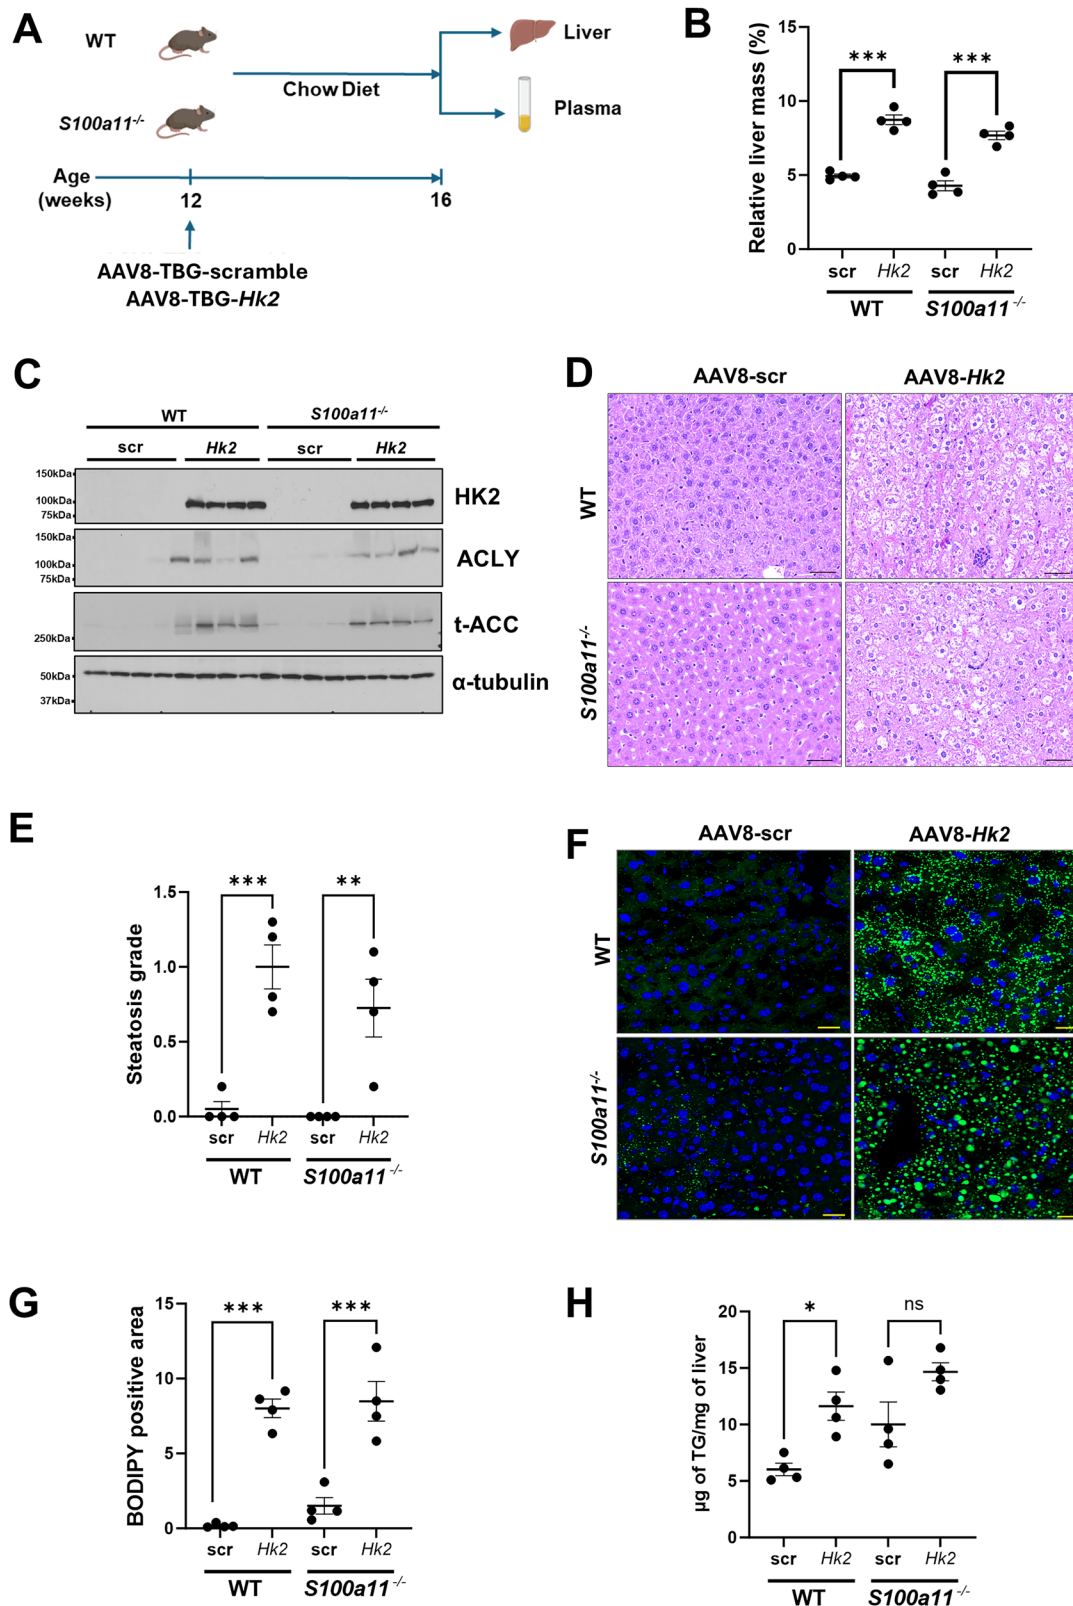 A
WT
S100a11-/-
Chow Diet
Liver
Plasma
Age
(weeks)
12
16
AAV8-TBG-scramble
AAV8-TBG-Hk2
B
Relative liver mass (%)
15
10
5
0
***
***
scr
Hk2
scr
Hk2
WT
S100a11-/-
C
WT
S100a11-/-
scr
Hk2
scr
Hk2
150kDa
100kDa
75kDa
HK2
150kDa
100kDa
75kDa
ACLY
250kDa
t-ACC
50kDa
37kDa
α-tubulin
D
AAV8-scr
AAV8-Hk2
WT
S100a11-/-
E
Steatosis grade
1.5
1.0
0.5
0.0
***
**
scr
Hk2
scr
Hk2
WT
S100a11-/-
F
AAV8-scr
AAV8-Hk2
WT
S100a11-/-
G
BODIPY positive area
15
10
5
0
***
***
scr
Hk2
scr
Hk2
WT
S100a11-/-
H
µg of TG/mg of liver
20
15
10
5
0
*
ns
scr
Hk2
scr
Hk2
WT
S100a11-/-